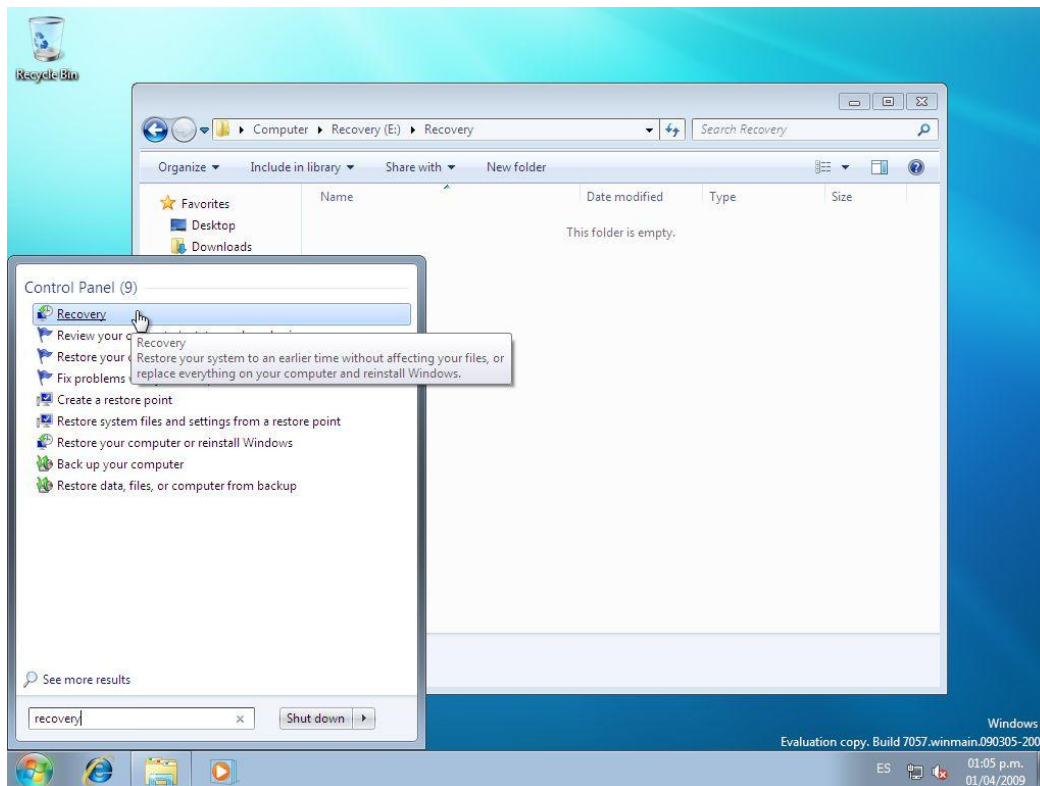 Recycle Bin
Computer ▸ Recovery (E:) ▸ Recovery
Search Recovery
Organize Include in library Share with New folder
Name Date modified Type Size
Favorites
Desktop
Downloads
This folder is empty.
Control Panel (9)
Recovery
Review your
Restore your
Fix problems
Recovery
Restore your system to an earlier time without affecting your files, or
replace everything on your computer and reinstall Windows.
Create a restore point
Restore system files and settings from a restore point
Restore your computer or reinstall Windows
Back up your computer
Restore data, files, or computer from backup
See more results
recovery
Shut down
Windows
Evaluation copy. Build 7057.winmain.090305-200
ES
01:05 p.m.
01/04/2009